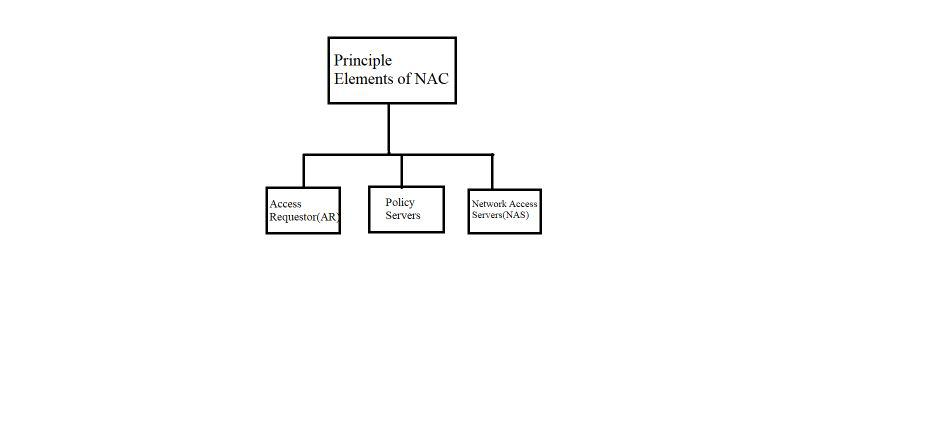 Principle
Elements of NAC
Access
Requestor(AR)
Policy
Servers
Network Access
Servers(NAS)